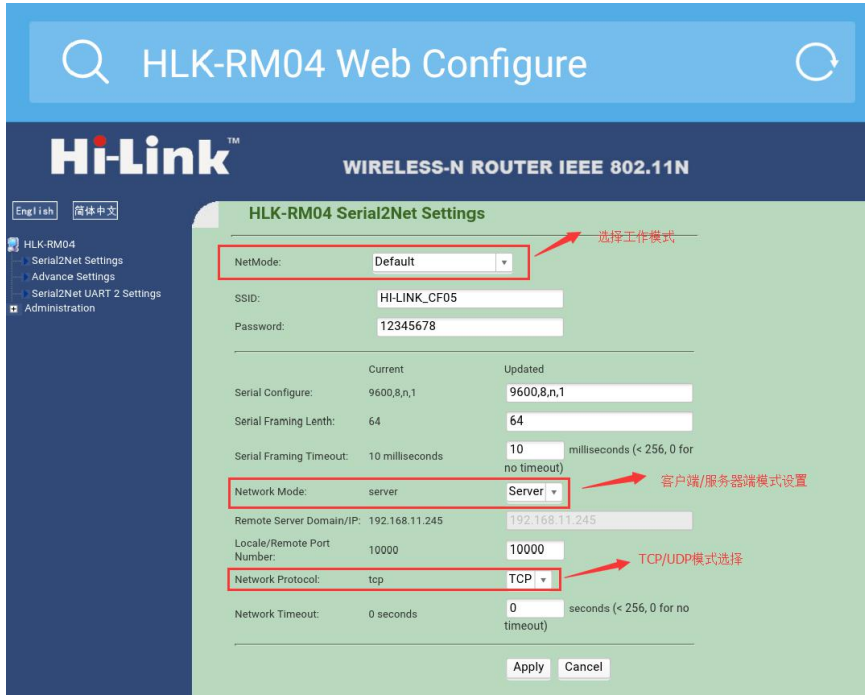 HLK-RM04 Web Configure
Hi-Link™
WIRELESS-N ROUTER IEEE 802.11N
English 简体中文
HLK-RM04
Serial2Net Settings
Advance Settings
Serial2Net UART 2 Settings
Administration
HLK-RM04 Serial2Net Settings
选择工作模式
NetMode: Default
SSID: HI-LINK_CF05
Password: 12345678
Current Updated
Serial Configure: 9600,8,n,1 9600,8,n,1
Serial Framing Lenth: 64 64
Serial Framing Timeout: 10 milliseconds 10 milliseconds (< 256, 0 for
no timeout)
客户端/服务器端模式设置
Network Mode: server Server
Remote Server Domain/IP: 192.168.11.245 192.168.11.245
Locale/Remote Port
Number: 10000 10000
TCP/UDP模式选择
Network Protocol: tcp TCP
Network Timeout: 0 seconds 0 seconds (< 256, 0 for no
timeout)
Apply Cancel